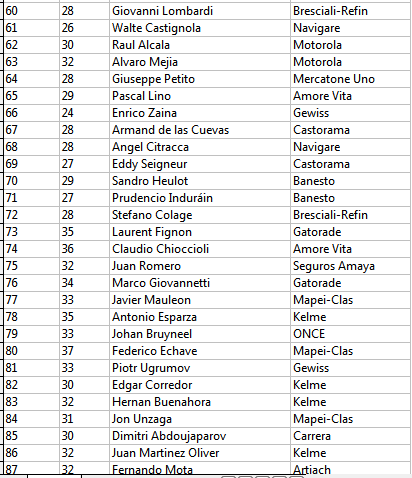 60 28 Giovanni Lombardi Bresciali-Refin
61 26 Walte Castignola Navigare
62 30 Raul Alcala Motorola
63 32 Alvaro Mejia Motorola
64 28 Giuseppe Petito Mercatone Uno
65 29 Pascal Lino Amore Vita
66 24 Enrico Zaina Gewiss
67 28 Armand de las Cuevas Castorama
68 28 Angel Citracca Navigare
69 27 Eddy Seigneur Castorama
70 29 Sandro Heulot Banesto
71 27 Prudencio Induráin Banesto
72 28 Stefano Colage Bresciali-Refin
73 35 Laurent Fignon Gatorade
74 36 Claudio Chioccioli Amore Vita
75 32 Juan Romero Seguros Amaya
76 34 Marco Giovannetti Gatorade
77 33 Javier Mauleon Mapei-Clas
78 35 Antonio Esparza Kelme
79 33 Johan Bruyneel ONCE
80 37 Federico Echave Mapei-Clas
81 33 Piotr Ugrumov Gewiss
82 30 Edgar Corredor Kelme
83 32 Hernan Buenahora Kelme
84 31 Jon Unzaga Mapei-Clas
85 30 Dimitri Abdoujaparov Carrera
86 32 Juan Martinez Oliver Kelme
87 32 Fernando Mota Artiach